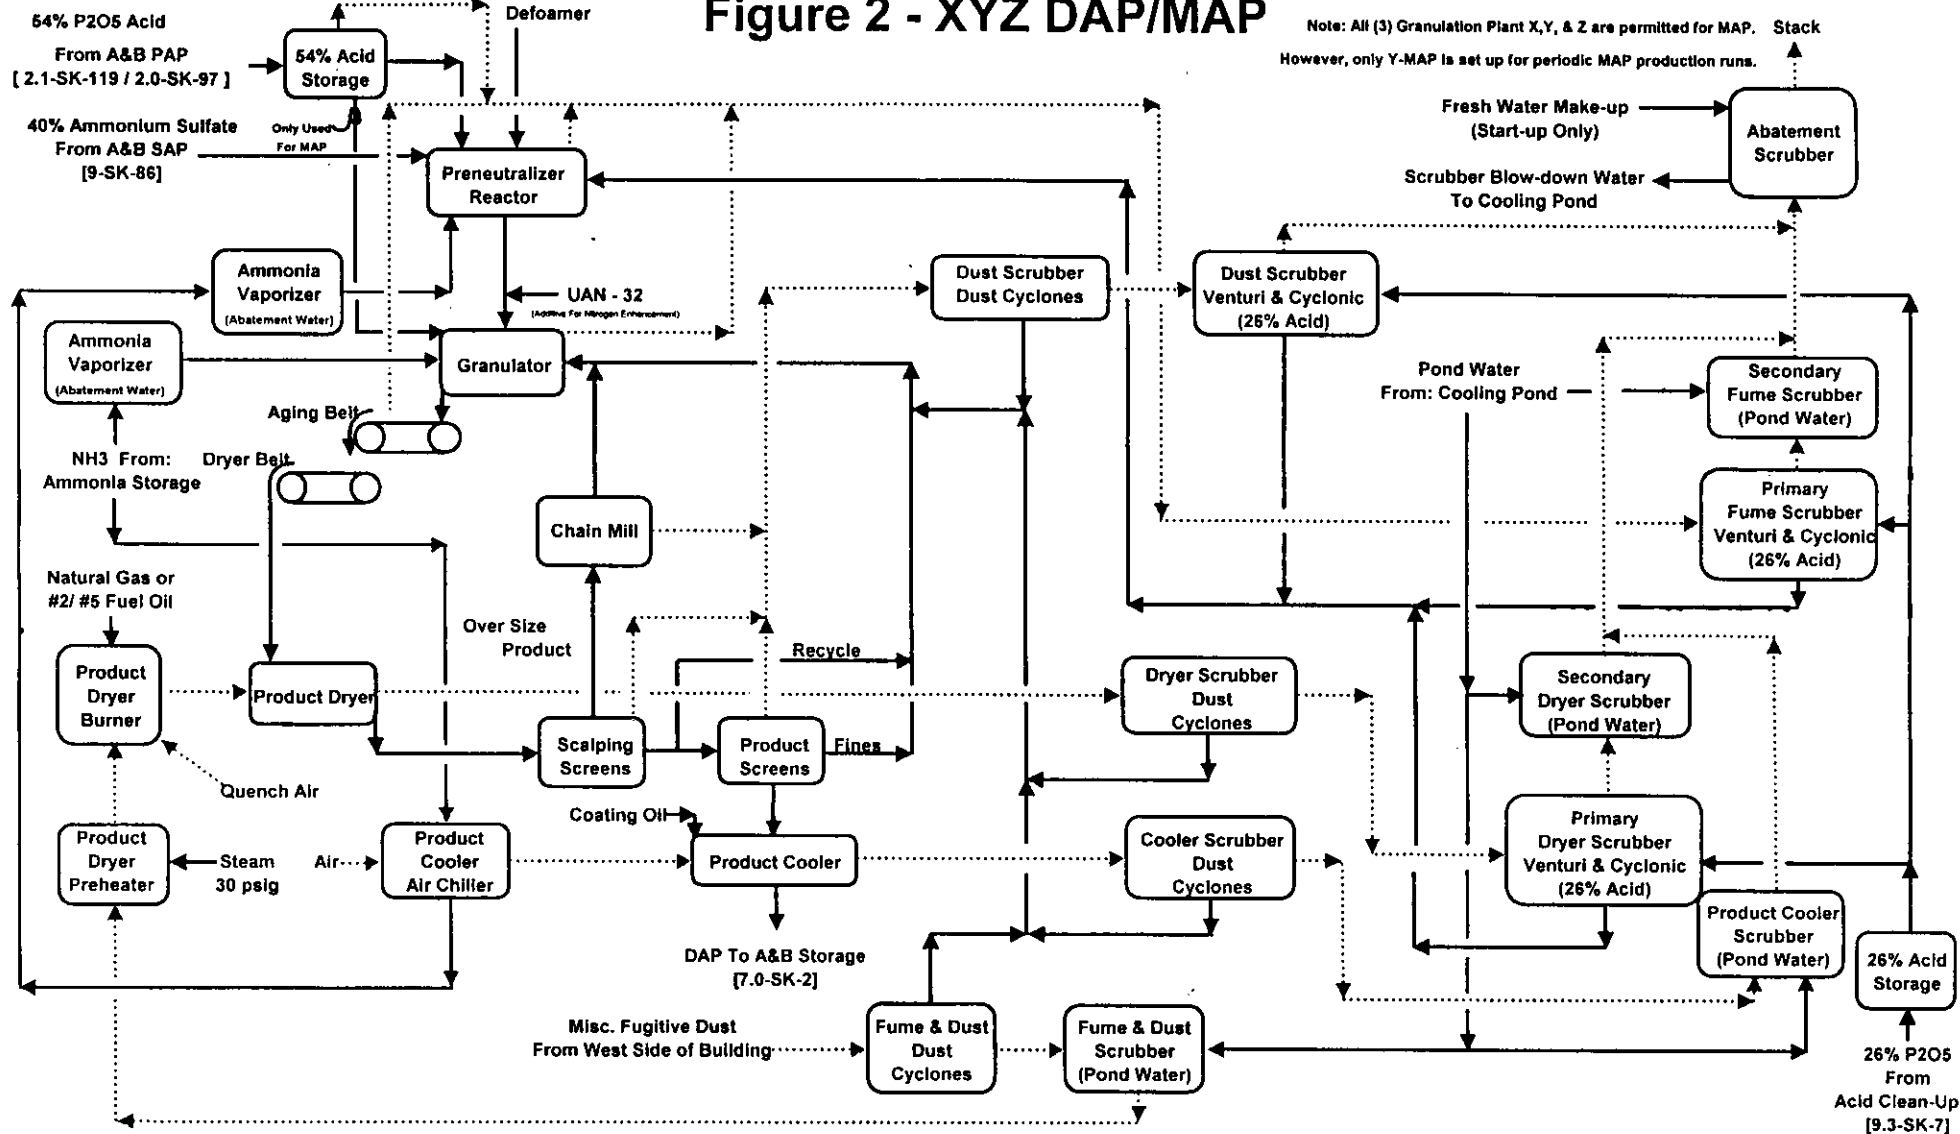 Figure 2 - XYZ DAP/MAP
54% P2O5 Acid
From A&B PAP
[ 2.1-SK-119 / 2.0-SK-97 ]
54% Acid
Storage
Defoamer
Note: All (3) Granulation Plant X,Y, & Z are permitted for MAP.
However, only Y-MAP is set up for periodic MAP production runs.
Stack
40% Ammonium Sulfate
From A&B SAP
[9-SK-86]
Only Used
For MAP
Preneutralizer
Reactor
Fresh Water Make-up
(Start-up Only)
Abatement
Scrubber
Scrubber Blow-down Water
To Cooling Pond
Ammonia
Vaporizer
(Abatement Water)
UAN - 32
(Additive For Nitrogen Enhancement)
Dust Scrubber
Dust Cyclones
Dust Scrubber
Venturi & Cyclonic
(26% Acid)
Ammonia
Vaporizer
(Abatement Water)
Granulator
Pond Water
From: Cooling Pond
Secondary
Fume Scrubber
(Pond Water)
Aging Belt
NH3 From:
Ammonia Storage
Dryer Belt
Chain Mill
Primary
Fume Scrubber
Venturi & Cyclonic
(26% Acid)
Natural Gas or
#2/ #5 Fuel Oil
Over Size
Product
Recycle
Product
Dryer
Burner
Product Dryer
Scalping
Screens
Product
Screens
Fines
Dryer Scrubber
Dust
Cyclones
Secondary
Dryer Scrubber
(Pond Water)
Quench Air
Coating Oil
Product
Dryer
Preheater
Steam
30 psig
Air
Product
Cooler
Air Chiller
Product Cooler
Cooler Scrubber
Dust
Cyclones
Primary
Dryer Scrubber
Venturi & Cyclonic
(26% Acid)
Product Cooler
Scrubber
(Pond Water)
26% Acid
Storage
DAP To A&B Storage
[7.0-SK-2]
Misc. Fugitive Dust
From West Side of Building
Fume & Dust
Dust
Cyclones
Fume & Dust
Scrubber
(Pond Water)
26% P2O5
From
Acid Clean-Up
[9.3-SK-7]